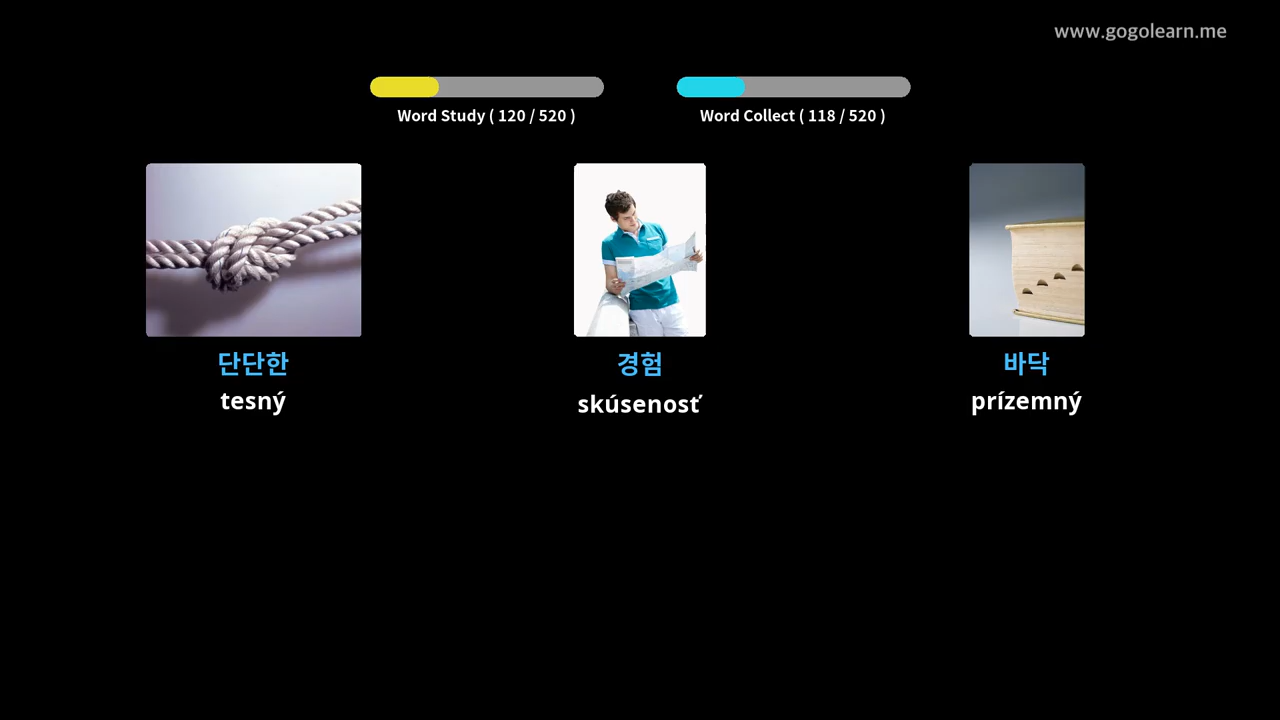 www.gogolearn.me
Word Study ( 120 / 520 )
Word Collect ( 118 / 520 )
단단한
tesný
경험
skúsenosť
바닥
prízemný